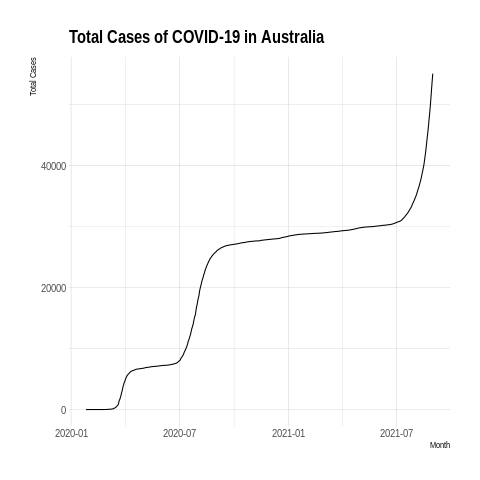 Total Cases of COVID-19 in Australia
Total Cases
40000
20000
0
2020-01 2020-07 2021-01 2021-07
Month